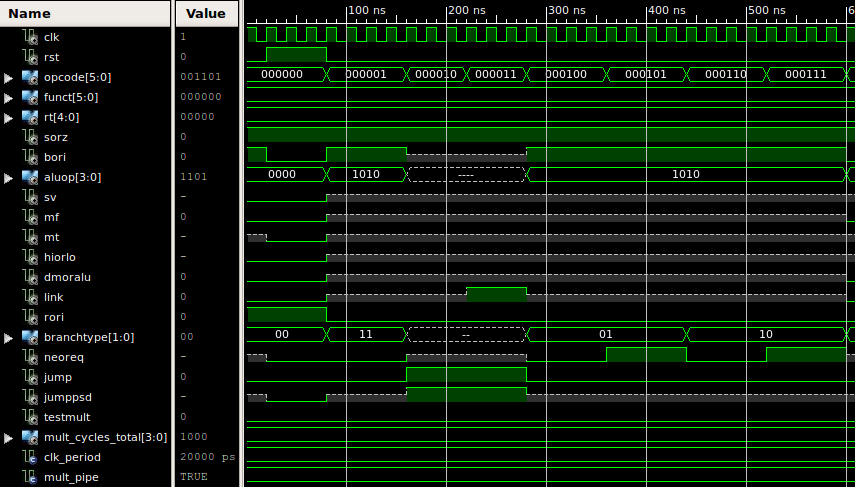 Name Value 100 ns 200 ns 300 ns 400 ns 500 ns 6
clk 1
rst 0
opcode[5:0] 001101 000000 000001 000010 000011 000100 000101 000110 000111
funct[5:0] 000000
rt[4:0] 00000
sorz 0
bori 0
aluop[3:0] 1101 0000 1010 ---- 1010
sv -
mf 0
mt -
hiorlo -
dmoralu 0
link 0
rori 0
branchtype[1:0] 00 00 11 -- 01 10
neoreq -
jump 0
jumppsd -
testmult 0
mult_cycles_total[3:0] 1000
clk_period 20000 ps
mult_pipe TRUE